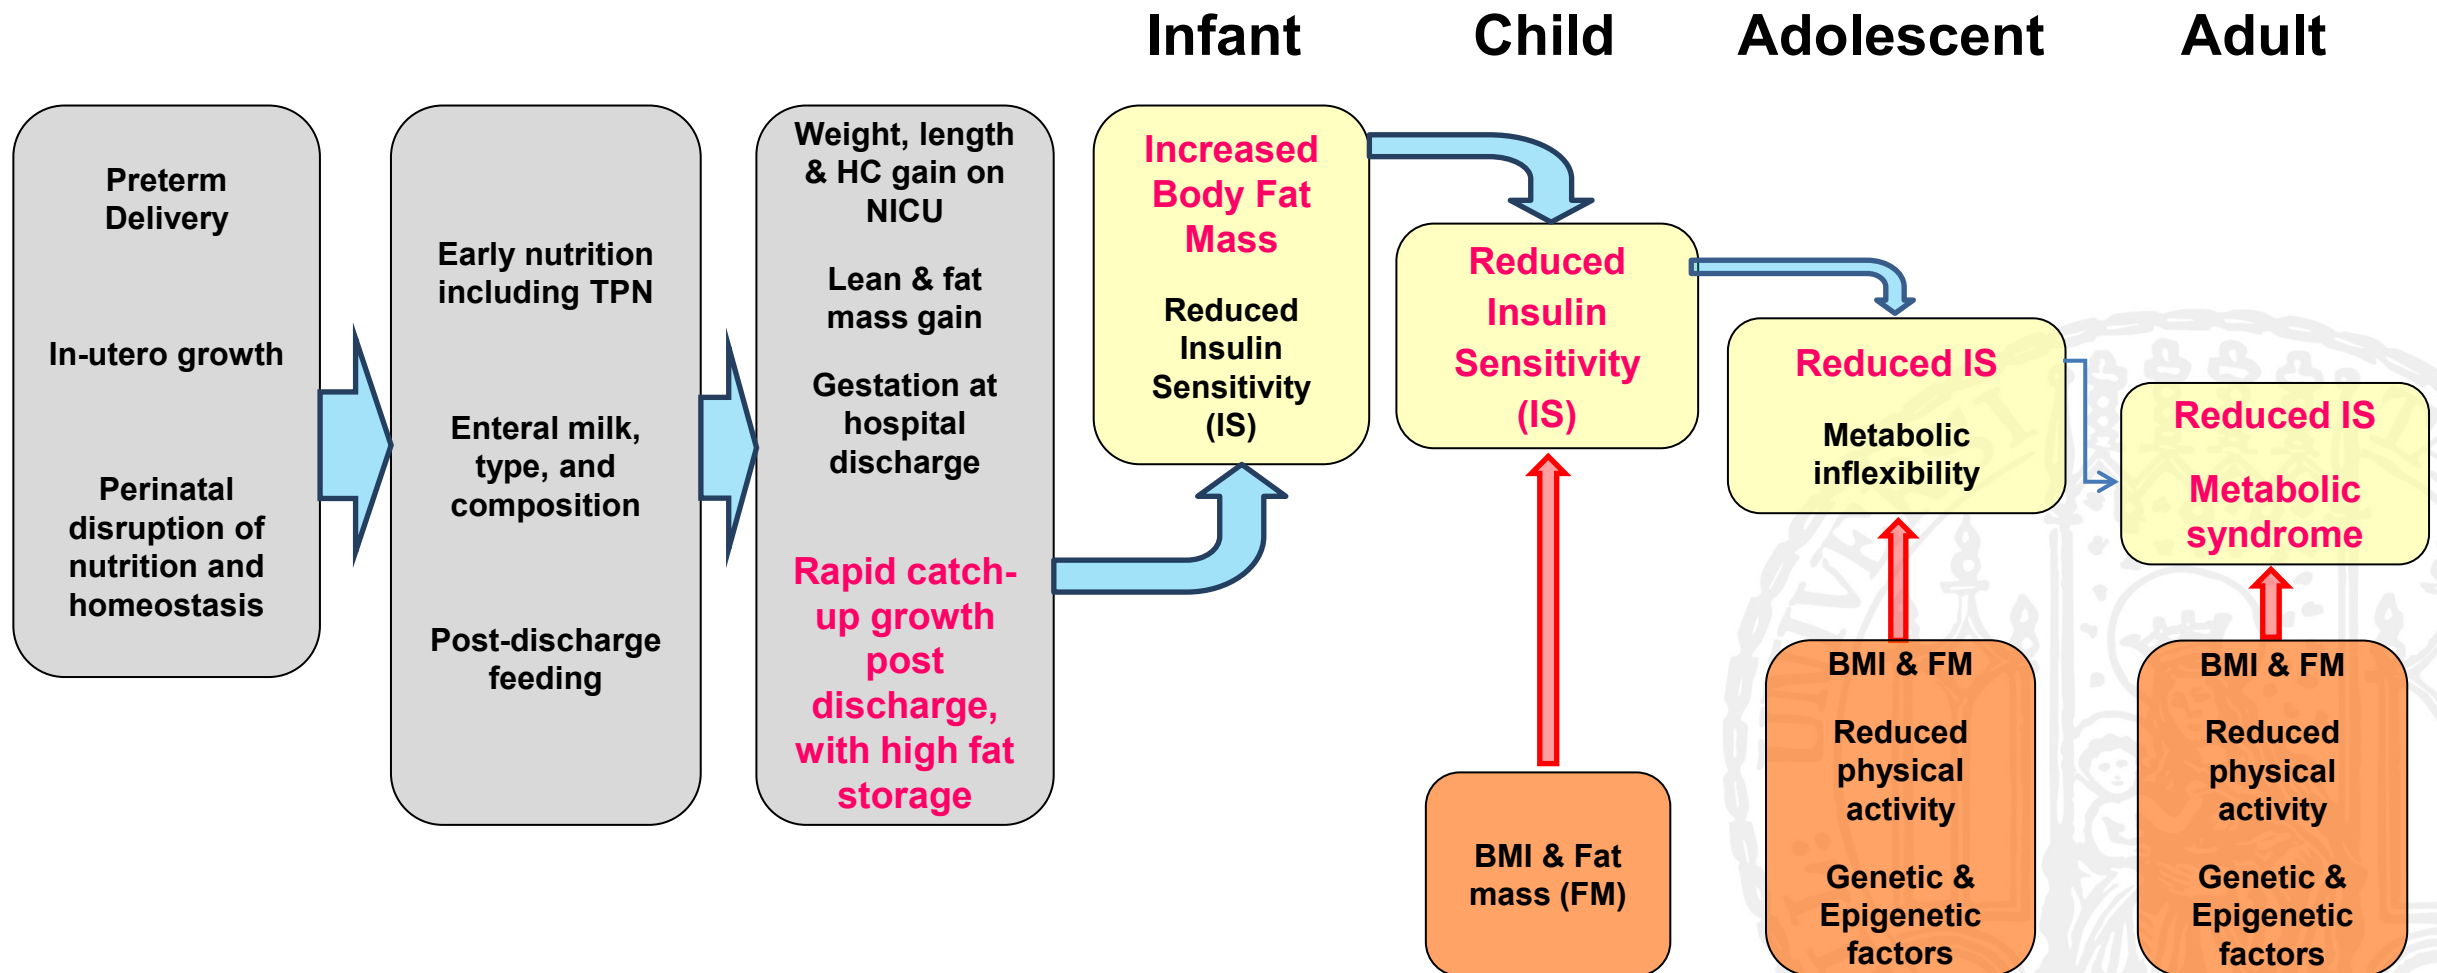 Infant
Child
Adolescent
Adult
Preterm
Delivery
In-utero growth
Perinatal
disruption of
nutrition and
homeostasis
Early nutrition
including TPN
Enteral milk,
type, and
composition
Post-discharge
feeding
Weight, length
& HC gain on
NICU
Lean & fat
mass gain
Gestation at
hospital
discharge
Rapid catch-
up growth
post
discharge,
with high fat
storage
Increased
Body Fat
Mass
Reduced
Insulin
Sensitivity
(IS)
Reduced
Insulin
Sensitivity
(IS)
BMI & Fat
mass (FM)
Reduced IS
Metabolic
inflexibility
BMI & FM
Reduced
physical
activity
Genetic &
Epigenetic
factors
Reduced IS
Metabolic
syndrome
BMI & FM
Reduced
physical
activity
Genetic &
Epigenetic
factors